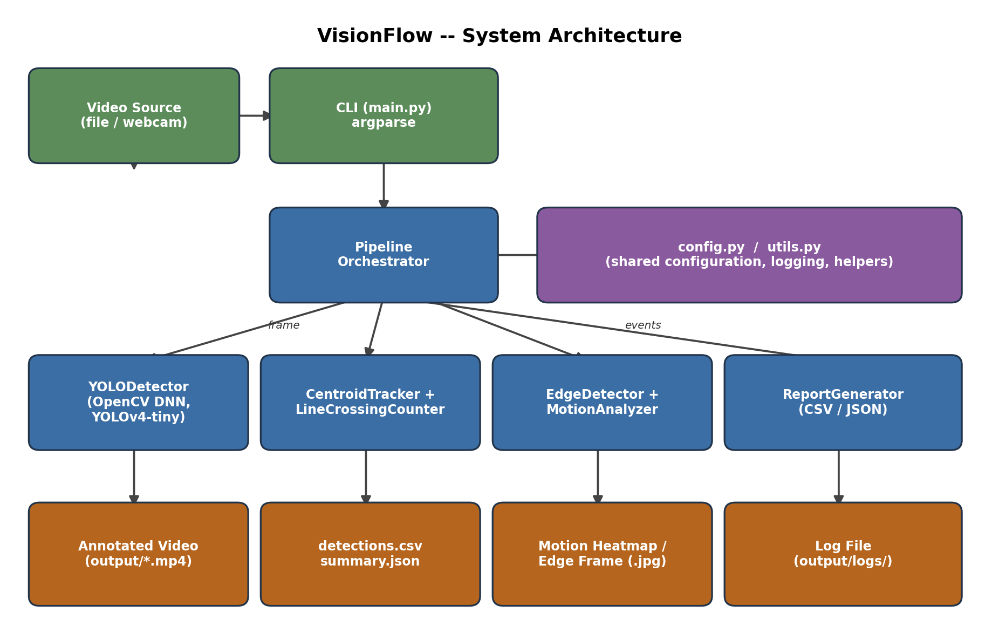 VisionFlow -- System Architecture
Video Source
(file / webcam)
CLI (main.py)
argparse
Pipeline
Orchestrator
config.py / utils.py
(shared configuration, logging, helpers)
frame
events
YOLODetector
(OpenCV DNN,
YOLOv4-tiny)
CentroidTracker +
LineCrossingCounter
EdgeDetector +
MotionAnalyzer
ReportGenerator
(CSV / JSON)
Annotated Video
(output/*.mp4)
detections.csv
summary.json
Motion Heatmap /
Edge Frame (.jpg)
Log File
(output/logs/)